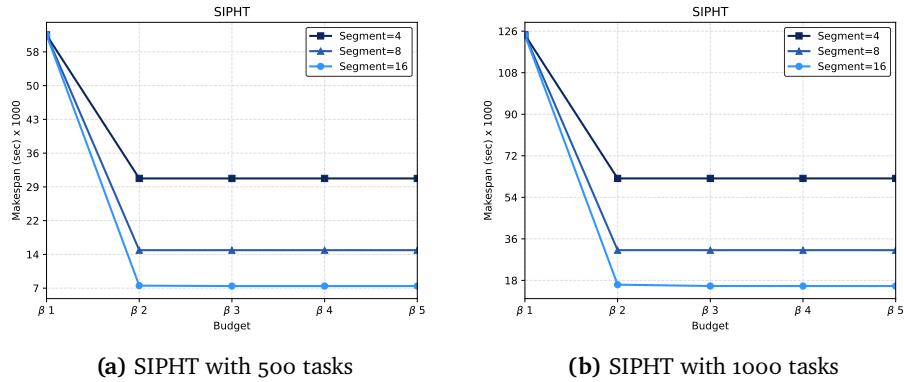 SIPHT
Makespan (sec) x 1000
58
50
43
36
29
22
14
7
Segment=4
Segment=8
Segment=16
β 1
β 2
β 3
β 4
β 5
Budget
(a) SIPHT with 500 tasks
SIPHT
Makespan (sec) x 1000
126
108
90
72
54
36
18
Segment=4
Segment=8
Segment=16
β 1
β 2
β 3
β 4
β 5
Budget
(b) SIPHT with 1000 tasks